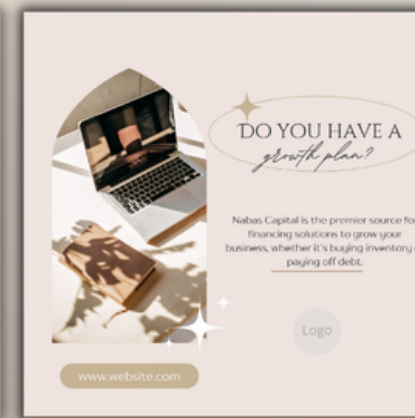 DO YOU HAVE A
growth plan?
Nabas Capital is the premier source for
financing solutions to grow your
business, whether it's buying inventory
paying off debt.
Logo
www.website.com